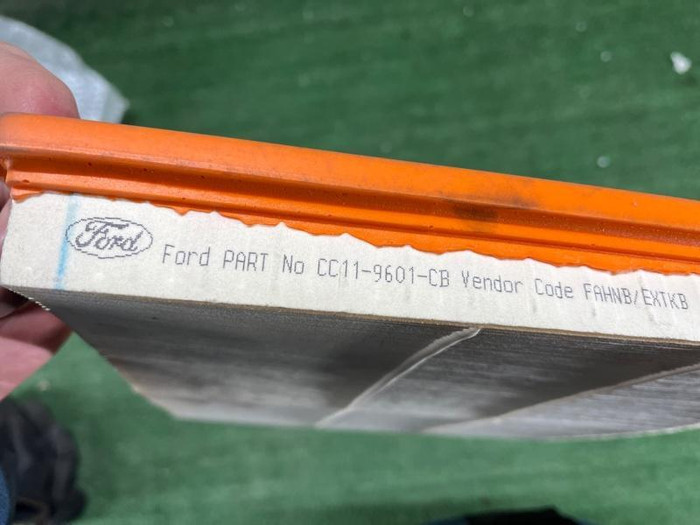 Ford Ford PART No CC11-9601-CB Vendor Code FAHNB/EXTKB